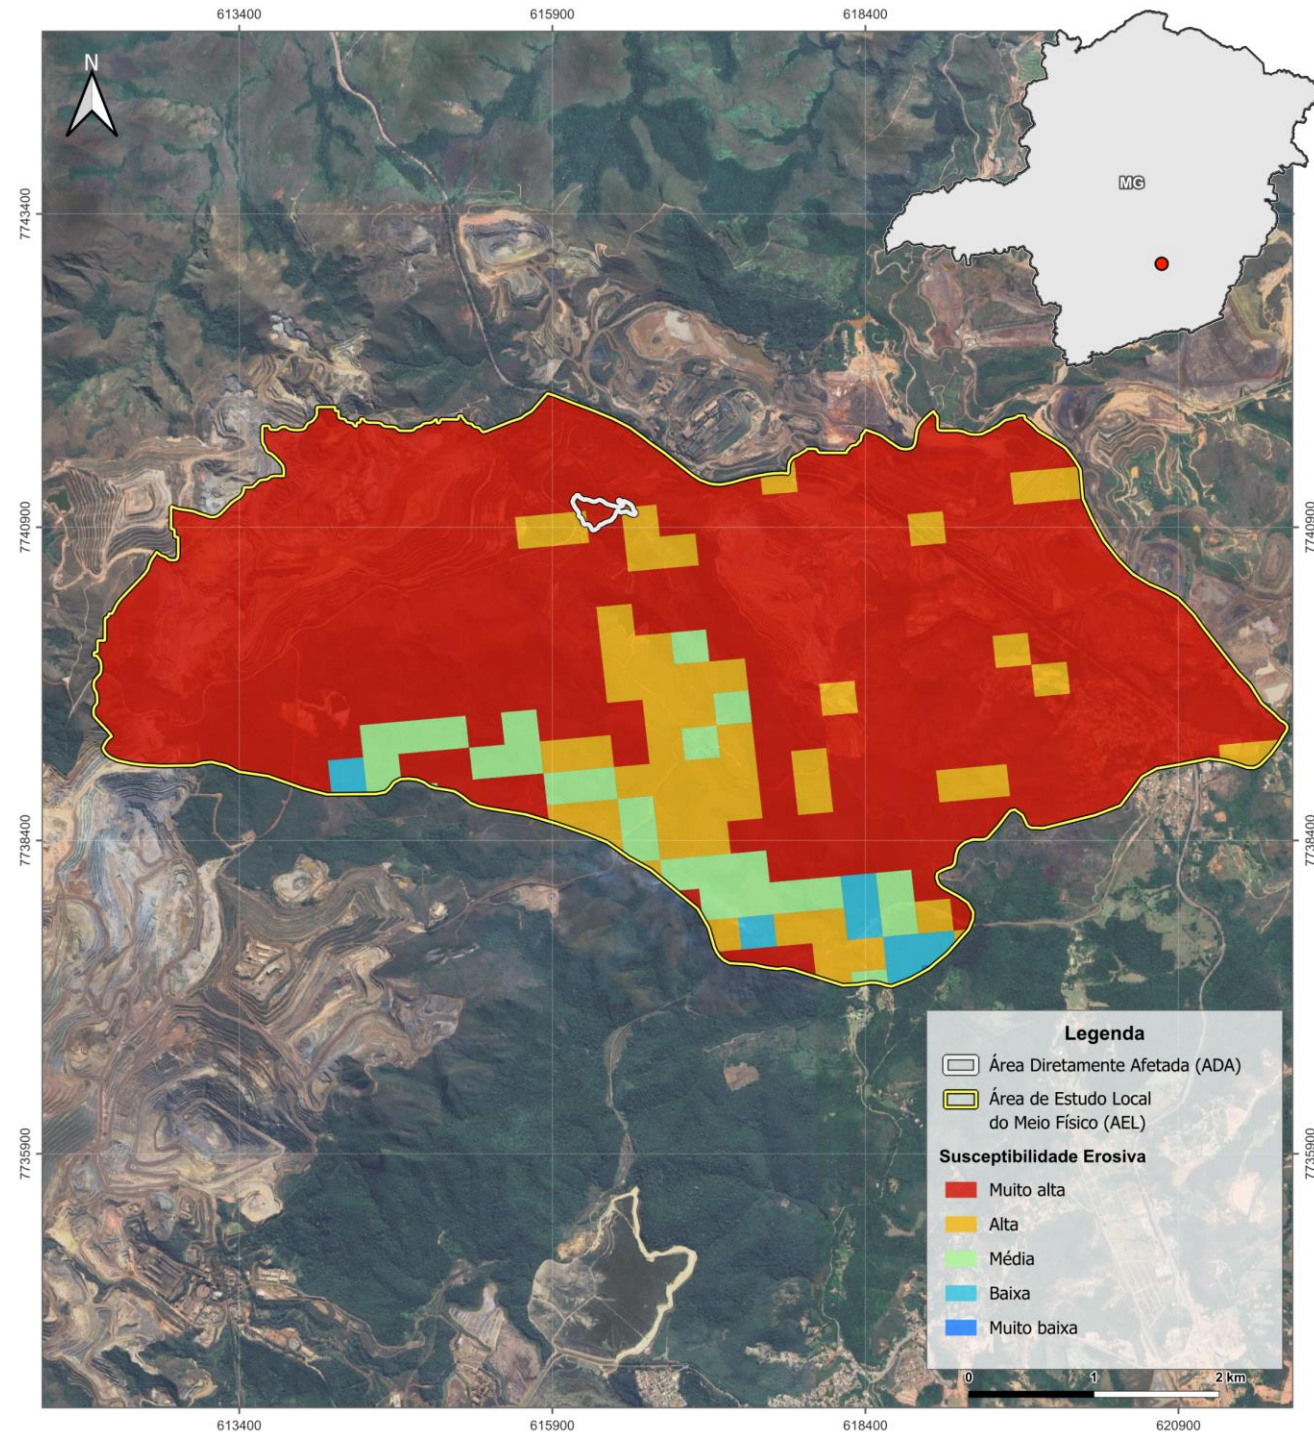 613400 615900 618400
N
MG
7743400
7740900 7740900
7738400 7738400
7735900 7735900
Legenda
Área Diretamente Afetada (ADA)
Área de Estudo Local
do Meio Físico (AEL)
Susceptibilidade Erosiva
Muito alta
Alta
Média
Baixa
Muito baixa
0 1 2 km
613400 615900 618400 620900